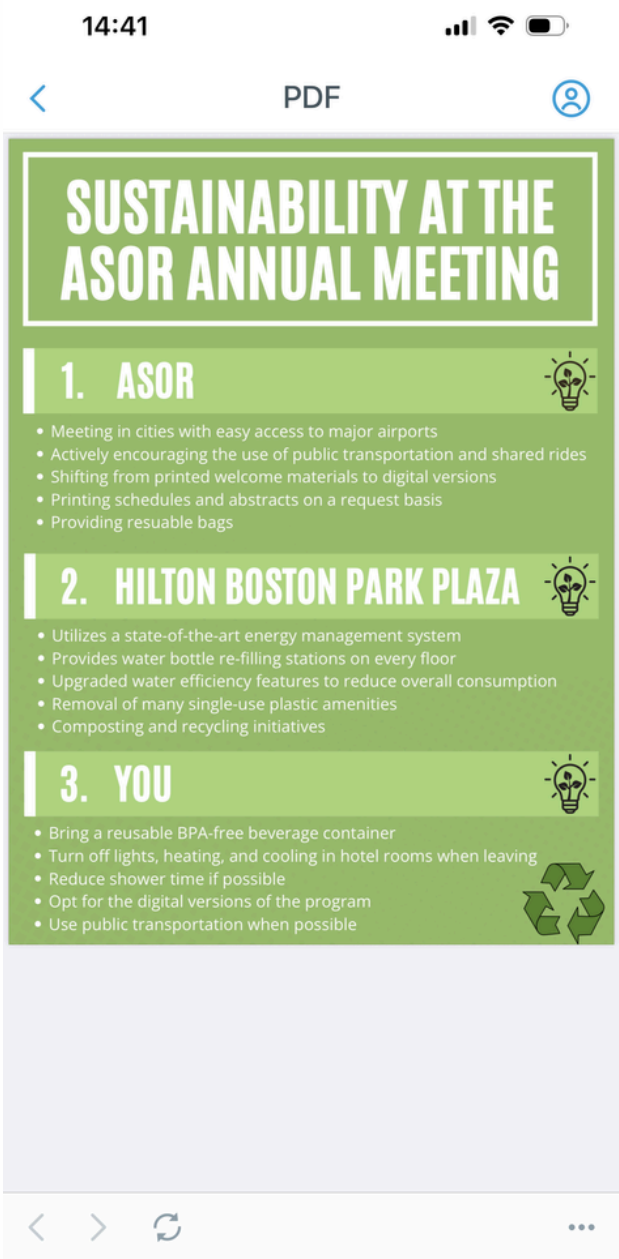 14:41
PDF
SUSTAINABILITY AT THE
ASOR ANNUAL MEETING
1. ASOR
• Meeting in cities with easy access to major airports
• Actively encouraging the use of public transportation and shared rides
• Shifting from printed welcome materials to digital versions
• Printing schedules and abstracts on a request basis
• Providing resuable bags
2. HILTON BOSTON PARK PLAZA
• Utilizes a state-of-the-art energy management system
• Provides water bottle re-filling stations on every floor
• Upgraded water efficiency features to reduce overall consumption
• Removal of many single-use plastic amenities
• Composting and recycling initiatives
3. YOU
• Bring a reusable BPA-free beverage container
• Turn off lights, heating, and cooling in hotel rooms when leaving
• Reduce shower time if possible
• Opt for the digital versions of the program
• Use public transportation when possible